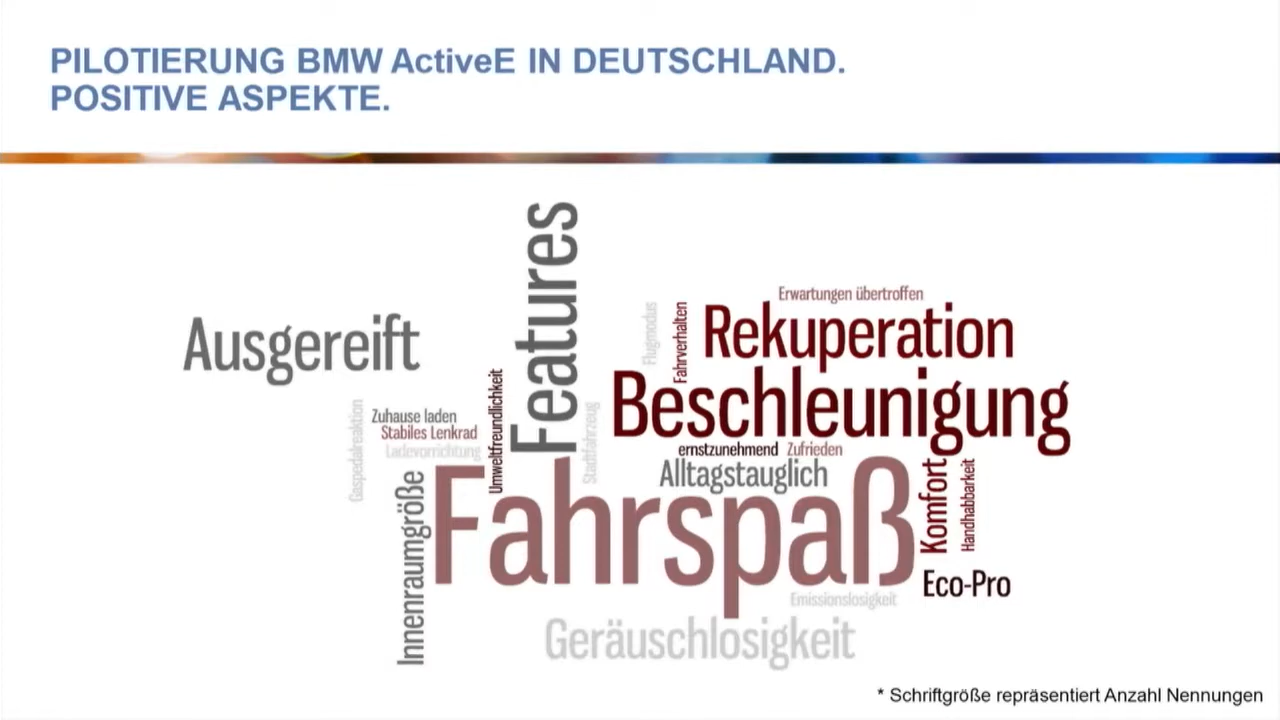 PILOTIERUNG BMW ActiveE IN DEUTSCHLAND.
POSITIVE ASPEKTE.
Ausgereift
Features
Flugmodus
Fahrverhalten
Erwartungen übertroffen
Rekuperation
Beschleunigung
Gaspedalreaktion
Zuhause laden
Stabiles Lenkrad
Ladevorrichtung
Umweltfreundlichkeit
Stadtfahrzeug
ernstzunehmend
Zufrieden
Alltagstauglich
Innenraumgröße
Fahrspaß
Komfort
Handhabbarkeit
Eco-Pro
Emissionslosigkeit
Geräuschlosigkeit
* Schriftgröße repräsentiert Anzahl Nennungen